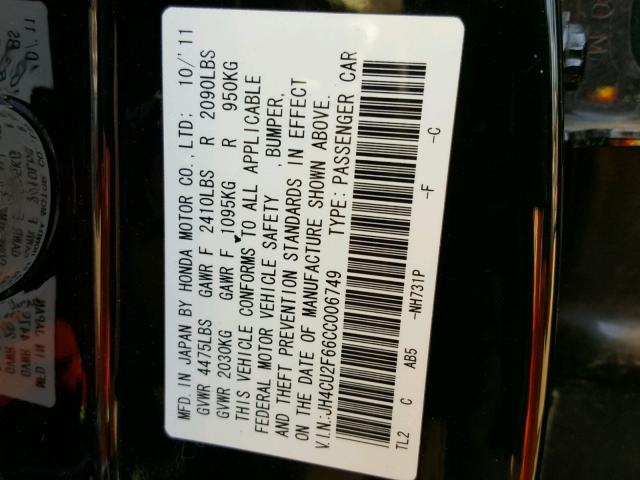 MFD. IN JAPAN BY HONDA MOTOR CO., LTD: 10/'11
GVWR 4475LBS GAWR F 2410LBS R 2090LBS
GVWR 2030KG GAWR F 1095KG R 950KG
THIS VEHICLE CONFORMS TO ALL APPLICABLE
FEDERAL MOTOR VEHICLE SAFETY , BUMPER,
AND THEFT PREVENTION STANDARDS IN EFFECT
ON THE DATE OF MANUFACTURE SHOWN ABOVE.
V.I.N:JH4CU2F66CC006749 TYPE: PASSENGER CAR
TL2 C AB5 -NH731P -F -C